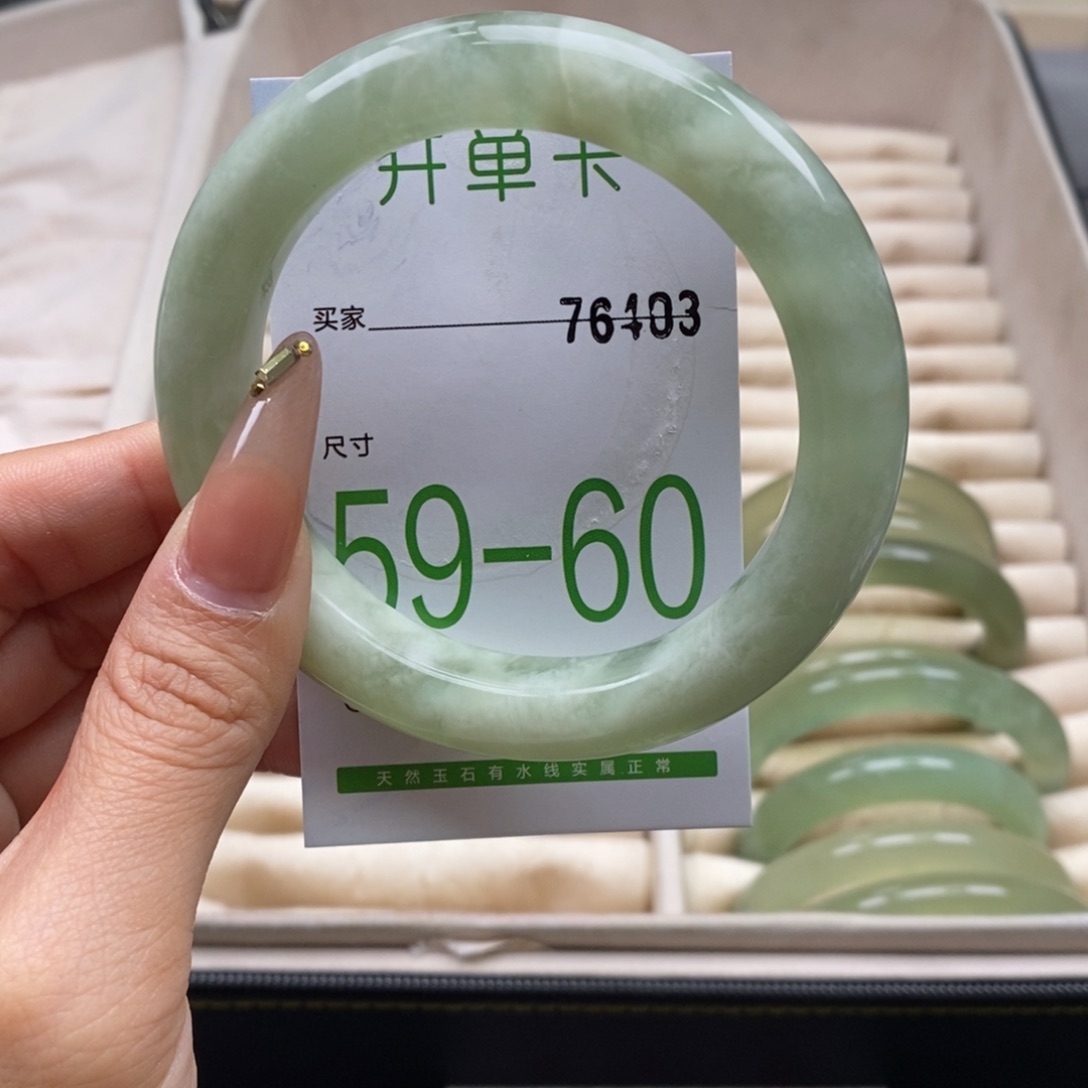 开单卡
买家 76103
尺寸
59-60
天然玉石有水线实属正常